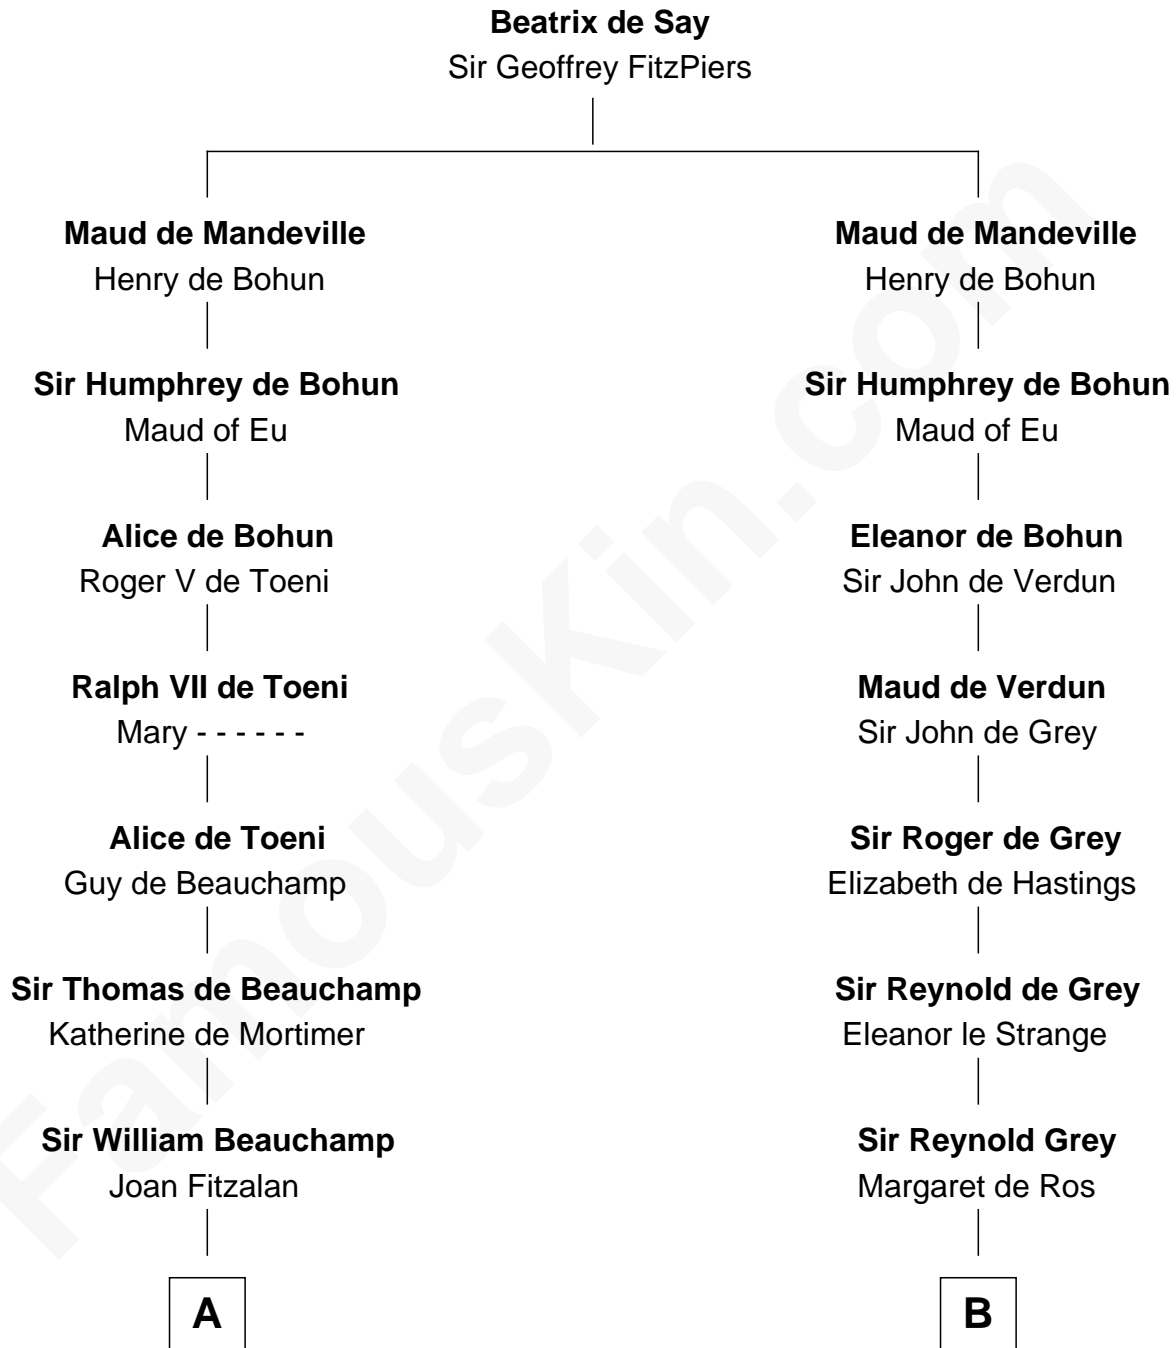 Beatrix de Say
Sir Geoffrey FitzPiers
Maud de Mandeville
Henry de Bohun
Maud de Mandeville
Henry de Bohun
Sir Humphrey de Bohun
Maud of Eu
Sir Humphrey de Bohun
Maud of Eu
Alice de Bohun
Roger V de Toeni
Eleanor de Bohun
Sir John de Verdun
Ralph VII de Toeni
Mary - - - - - -
Maud de Verdun
Sir John de Grey
Alice de Toeni
Guy de Beauchamp
Sir Roger de Grey
Elizabeth de Hastings
Sir Thomas de Beauchamp
Katherine de Mortimer
Sir Reynold de Grey
Eleanor le Strange
Sir William Beauchamp
Joan Fitzalan
Sir Reynold Grey
Margaret de Ros
A
B
FamousKin.com